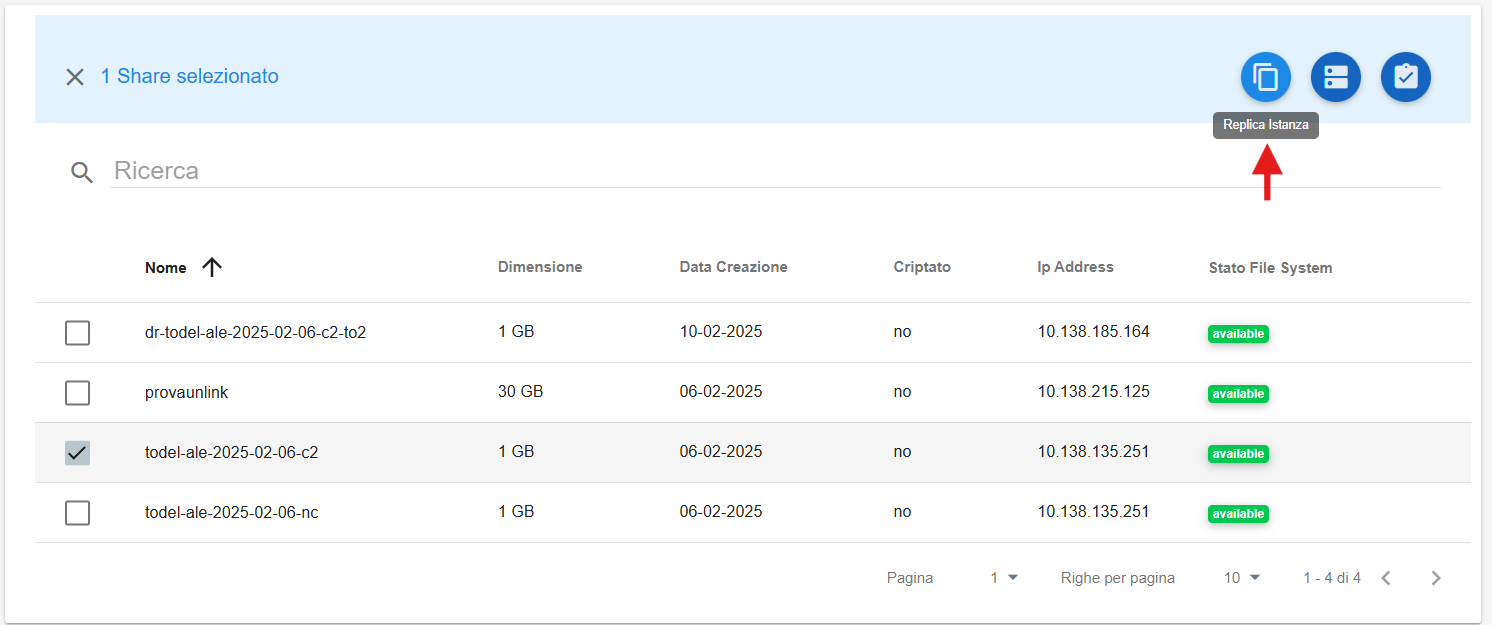 1 Share selezionato
Replica Istanza
Ricerca
Nome Dimensione Data Creazione Criptato Ip Address Stato File System
dr-todel-ale-2025-02-06-c2-to2 1 GB 10-02-2025 no 10.138.185.164 available
provaunlink 30 GB 06-02-2025 no 10.138.215.125 available
todel-ale-2025-02-06-c2 1 GB 06-02-2025 no 10.138.135.251 available
todel-ale-2025-02-06-nc 1 GB 06-02-2025 no 10.138.135.251 available
Pagina 1 Righe per pagina 10 1 - 4 di 4